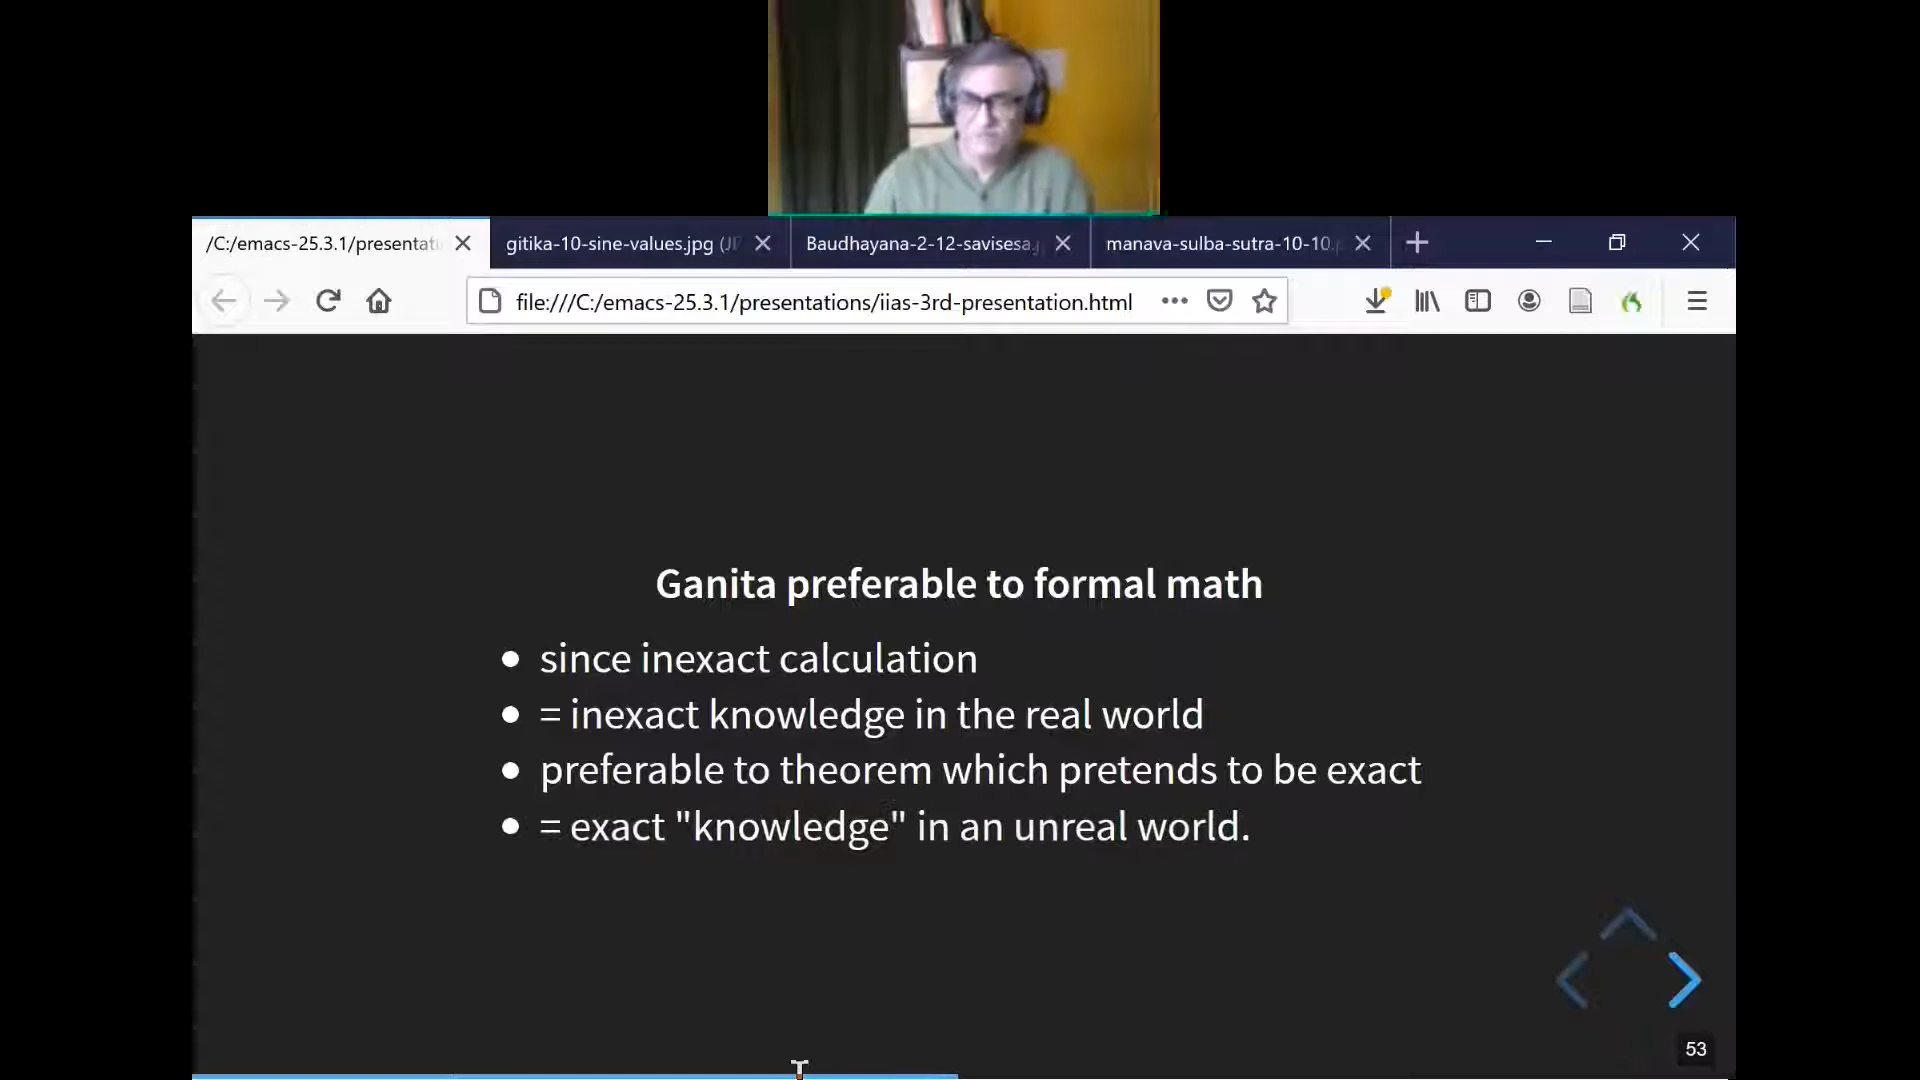 /C:/emacs-25.3.1/presentati
gitika-10-sine-values.jpg (JP
Baudhayana-2-12-savisesa.j
manava-sulba-sutra-10-10.p
file:///C:/emacs-25.3.1/presentations/iias-3rd-presentation.html
Ganita preferable to formal math
since inexact calculation
= inexact knowledge in the real world
preferable to theorem which pretends to be exact
= exact "knowledge" in an unreal world.
53